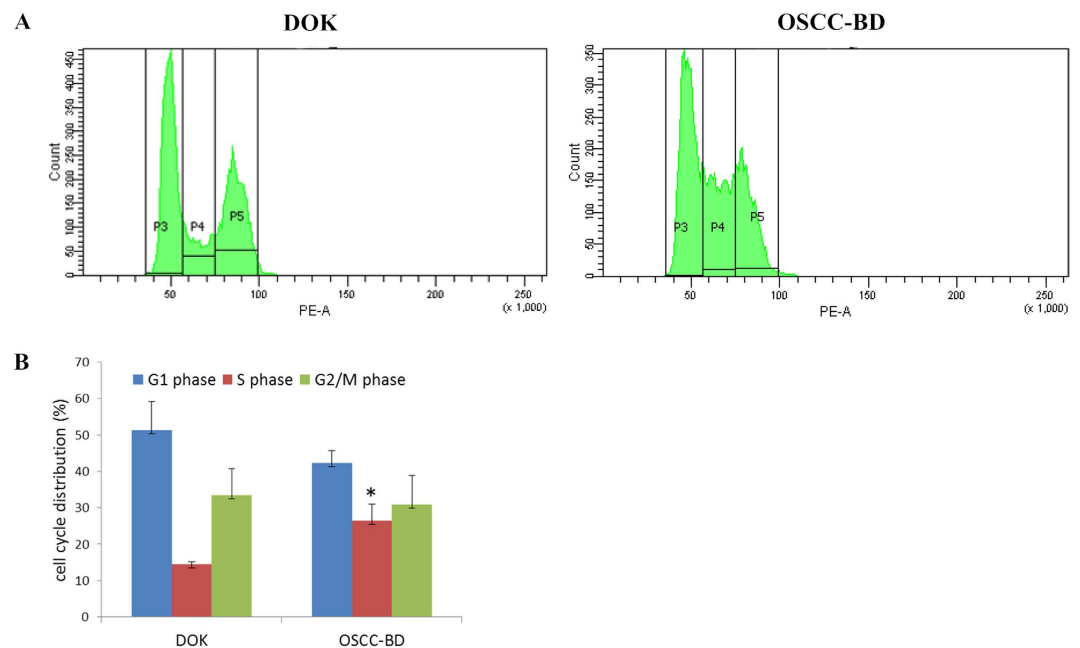 A
DOK
OSCC-BD
Count
450
400
350
300
250
200
150
100
50
0
P3
P4
P5
50
100
150
200
250
PE-A
(x 1,000)
Count
350
300
250
200
150
100
50
0
P3
P4
P5
50
100
150
200
250
PE-A
(x 1,000)
B
cell cycle distribution (%)
70
60
50
40
30
20
10
0
G1 phase S phase G2/M phase
*
DOK
OSCC-BD